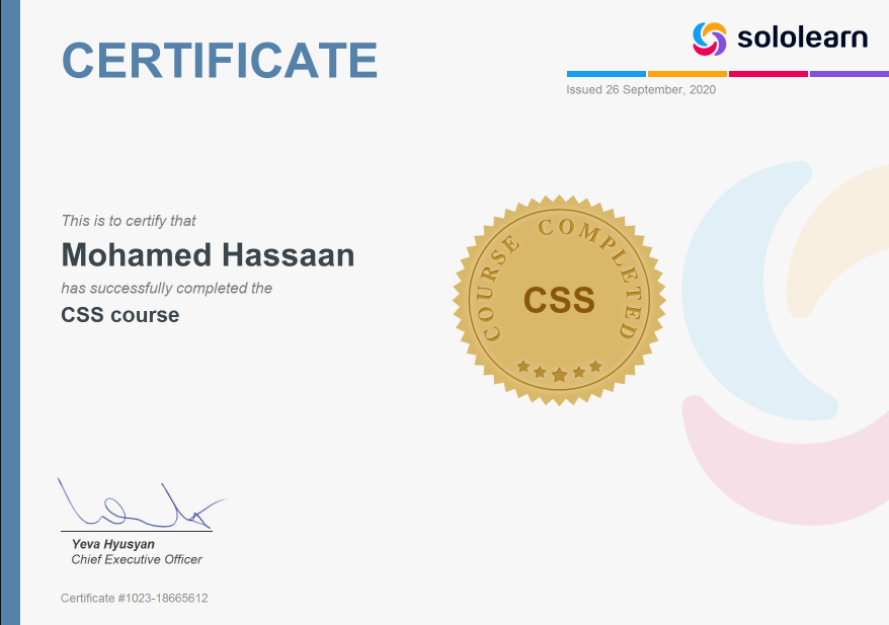 CERTIFICATE
sololearn
Issued 26 September, 2020
This is to certify that
Mohamed Hassaan
has successfully completed the
CSS course
COURSE COMPLETED
CSS
Yeva Hyusyan
Chief Executive Officer
Certificate #1023-18665612